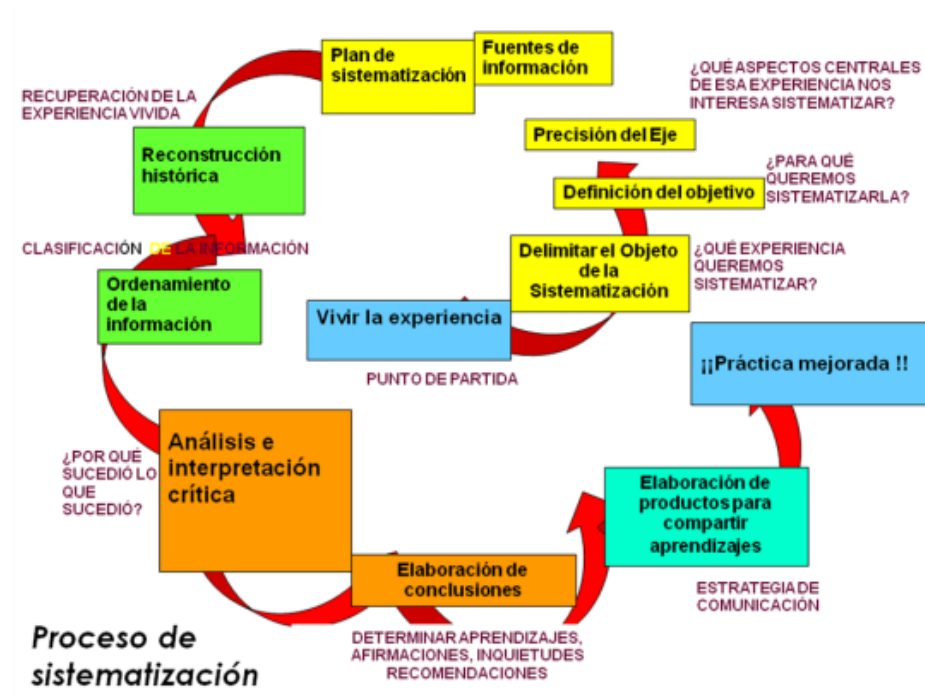 Plan de
sistematización
Fuentes de
información
¿QUÉ ASPECTOS CENTRALES
DE ESA EXPERIENCIA NOS
INTERESA SISTEMATIZAR?
RECUPERACIÓN DE LA
EXPERIENCIA VIVIDA
Precisión del Eje
Reconstrucción
histórica
¿PARA QUÉ
QUEREMOS
SISTEMATIZARLA?
Definición del objetivo
CLASIFICACIÓN DE LA INFORMACIÓN
Delimitar el Objeto
de la
Sistematización
¿QUÉ EXPERIENCIA
QUEREMOS
SISTEMATIZAR?
Ordenamiento
de la
información
Vivir la experiencia
PUNTO DE PARTIDA
¡¡Práctica mejorada !!
Análisis e
interpretación
crítica
¿POR QUÉ
SUCEDIÓ LO
QUE
SUCEDIÓ?
Elaboración de
productos para
compartir
aprendizajes
Elaboración de
conclusiones
ESTRATEGIA DE
COMUNICACIÓN
DETERMINAR APRENDIZAJES,
AFIRMACIONES, INQUIETUDES
RECOMENDACIONES
Proceso de
sistematización